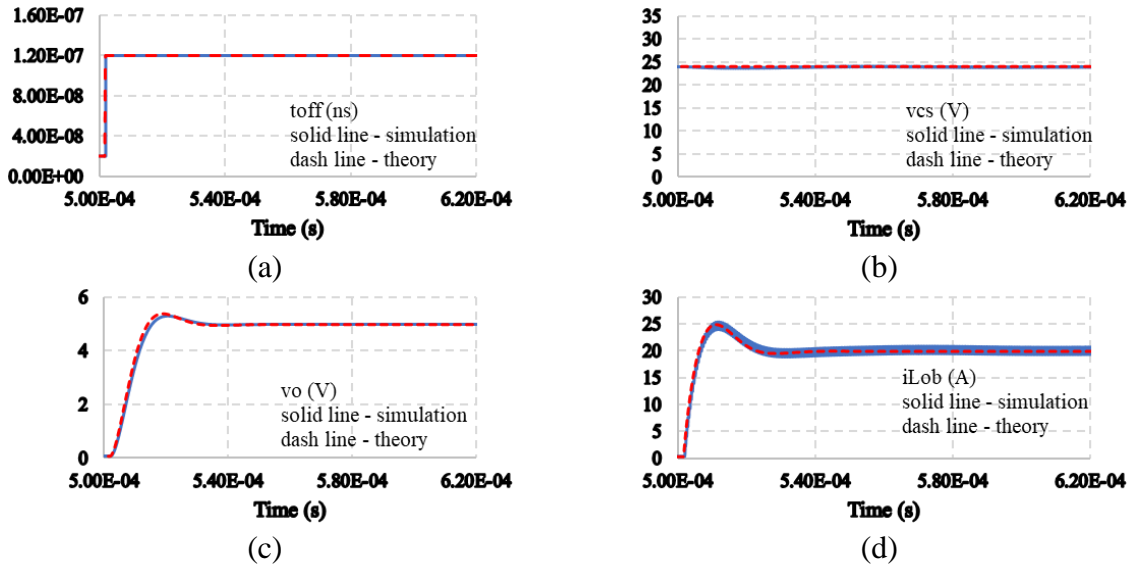 1.60E-07
1.20E-07
8.00E-08
4.00E-08
0.00E+00
toff (ns)
solid line - simulation
dash line - theory
5.00E-04 5.40E-04 5.80E-04 6.20E-04
Time (s)
(a)
35
30
25
20
15
10
5
0
vcs (V)
solid line - simulation
dash line - theory
5.00E-04 5.40E-04 5.80E-04 6.20E-04
Time (s)
(b)
6
4
2
0
vo (V)
solid line - simulation
dash line - theory
5.00E-04 5.40E-04 5.80E-04 6.20E-04
Time (s)
(c)
30
25
20
15
10
5
0
iLob (A)
solid line - simulation
dash line - theory
5.00E-04 5.40E-04 5.80E-04 6.20E-04
Time (s)
(d)